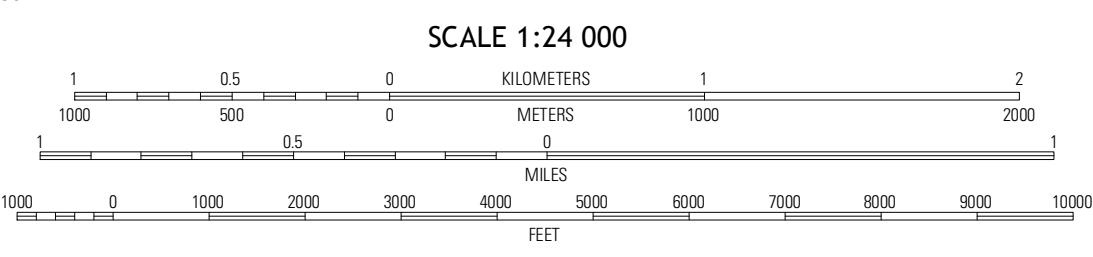 SCALE 1:24 000
1 0.5 0 KILOMETERS 1 2
1000 500 0 METERS 1000 2000
1 0.5 0 1
MILES
1000 0 1000 2000 3000 4000 5000 6000 7000 8000 9000 10000
FEET